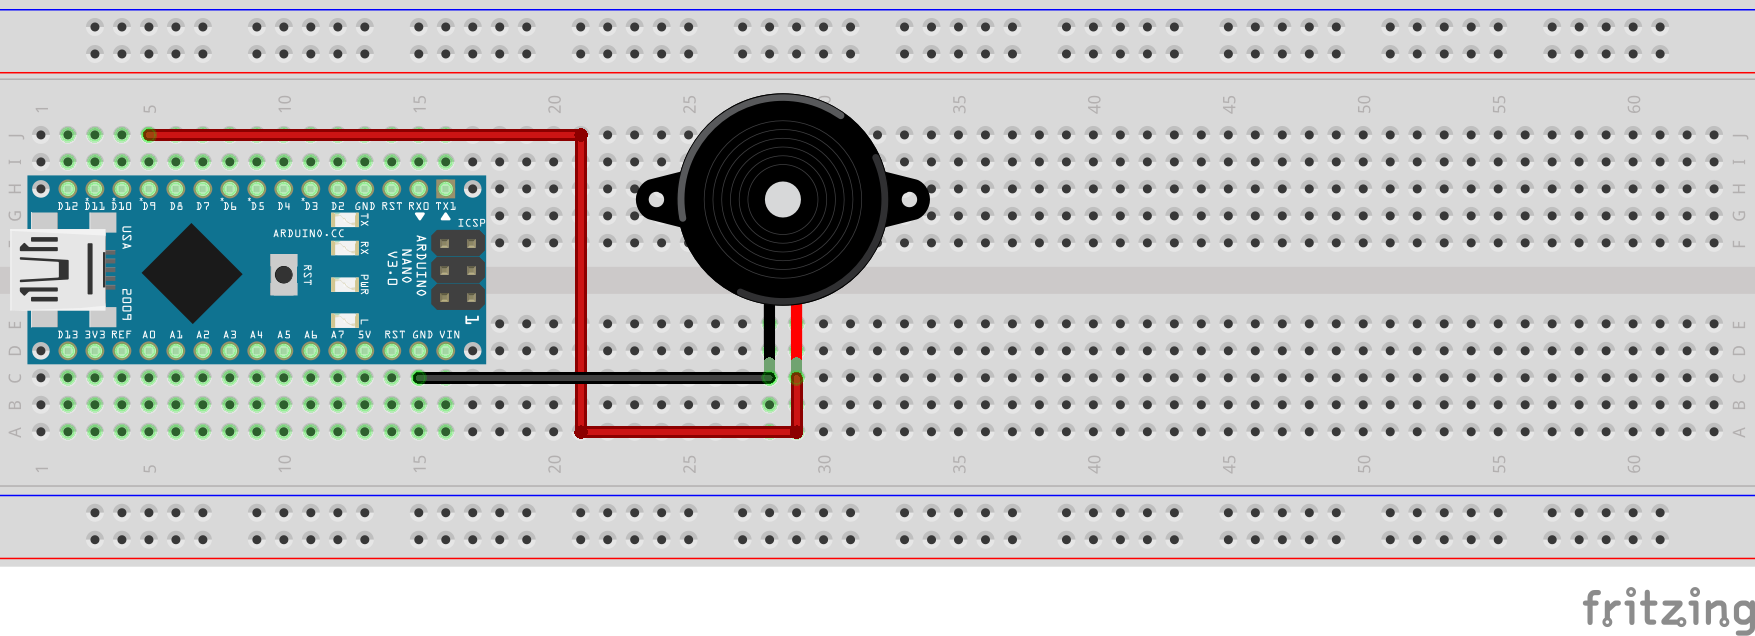 1 5 10 15 20 25 30 35 40 45 50 55 60
J J
I I
H H
D12 D11 D10 D9 D8 D7 D6 D5 D4 D3 D2 GND RST RX0 TX1
G G
TX
ICSP
USA
ARDUINO.CC
F
RX
ARDUINO
NANO
V3.0
RST
PWR
2009
L
1
E E
D13 3V3 REF A0 A1 A2 A3 A4 A5 A6 A7 5V RST GND VIN
D D
C C
B B
A A
1 5 10 15 20 25 30 35 40 45 50 55 60
fritzing